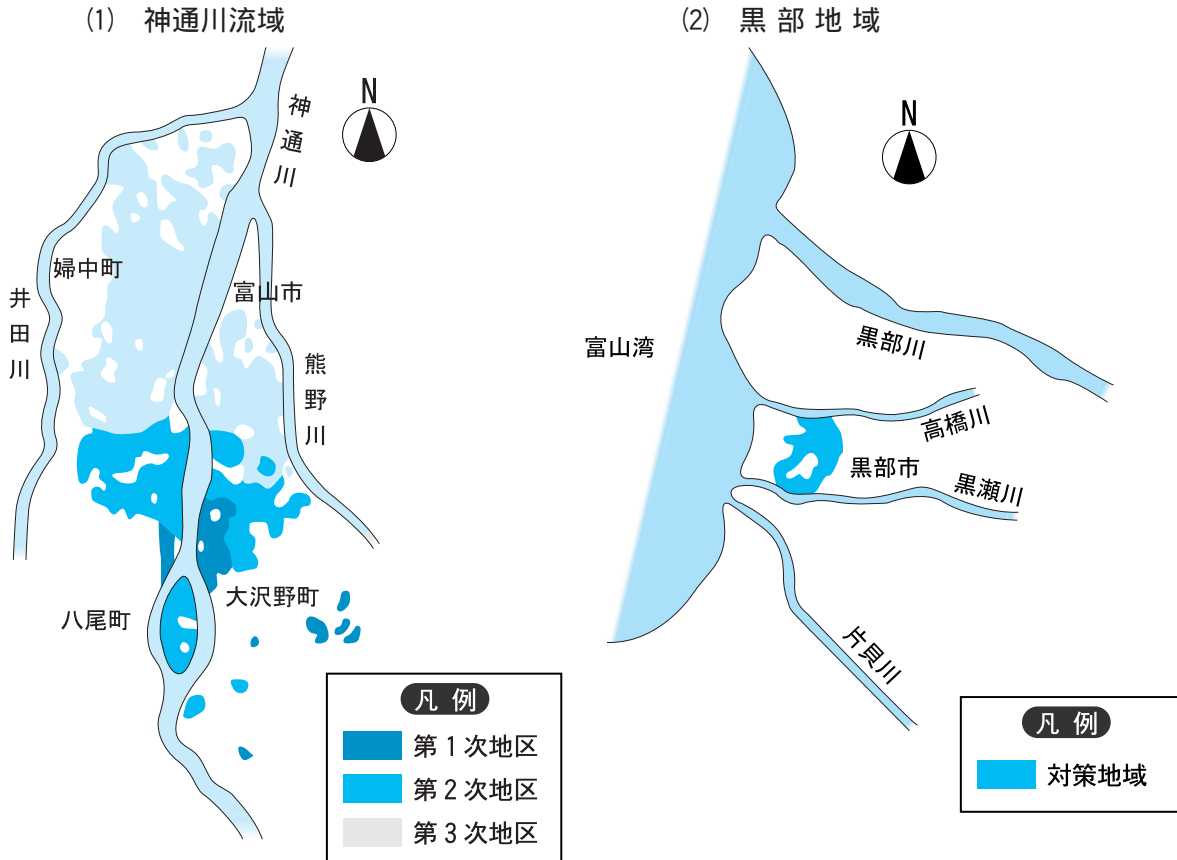 (1) 神通川流域
N
神通川
婦中町
井田川
富山市
熊野川
八尾町
大沢野町
凡例
第1次地区
第2次地区
第3次地区
(2) 黒部地域
N
富山湾
黒部川
高橋川
黒部市
黒瀬川
片貝川
凡例
対策地域